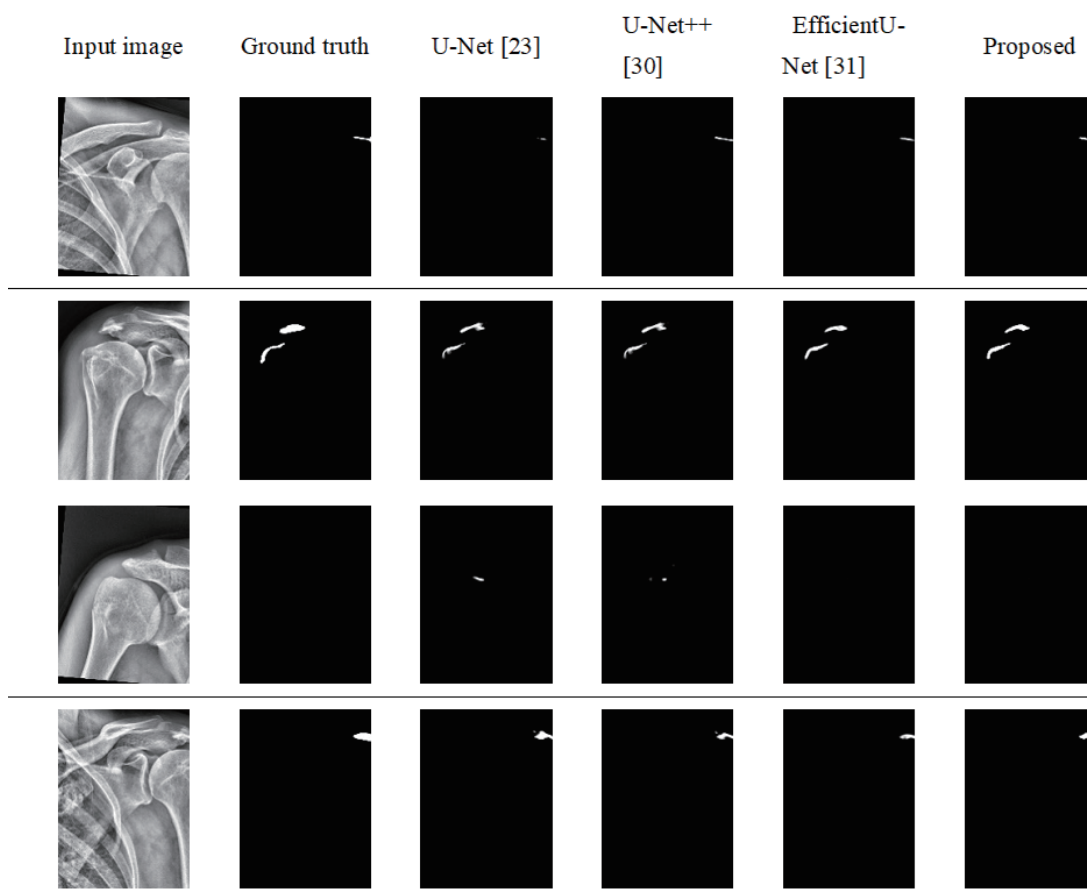 Input image
Ground truth
U-Net [23]
U-Net++
[30]
EfficientU-
Net [31]
Proposed